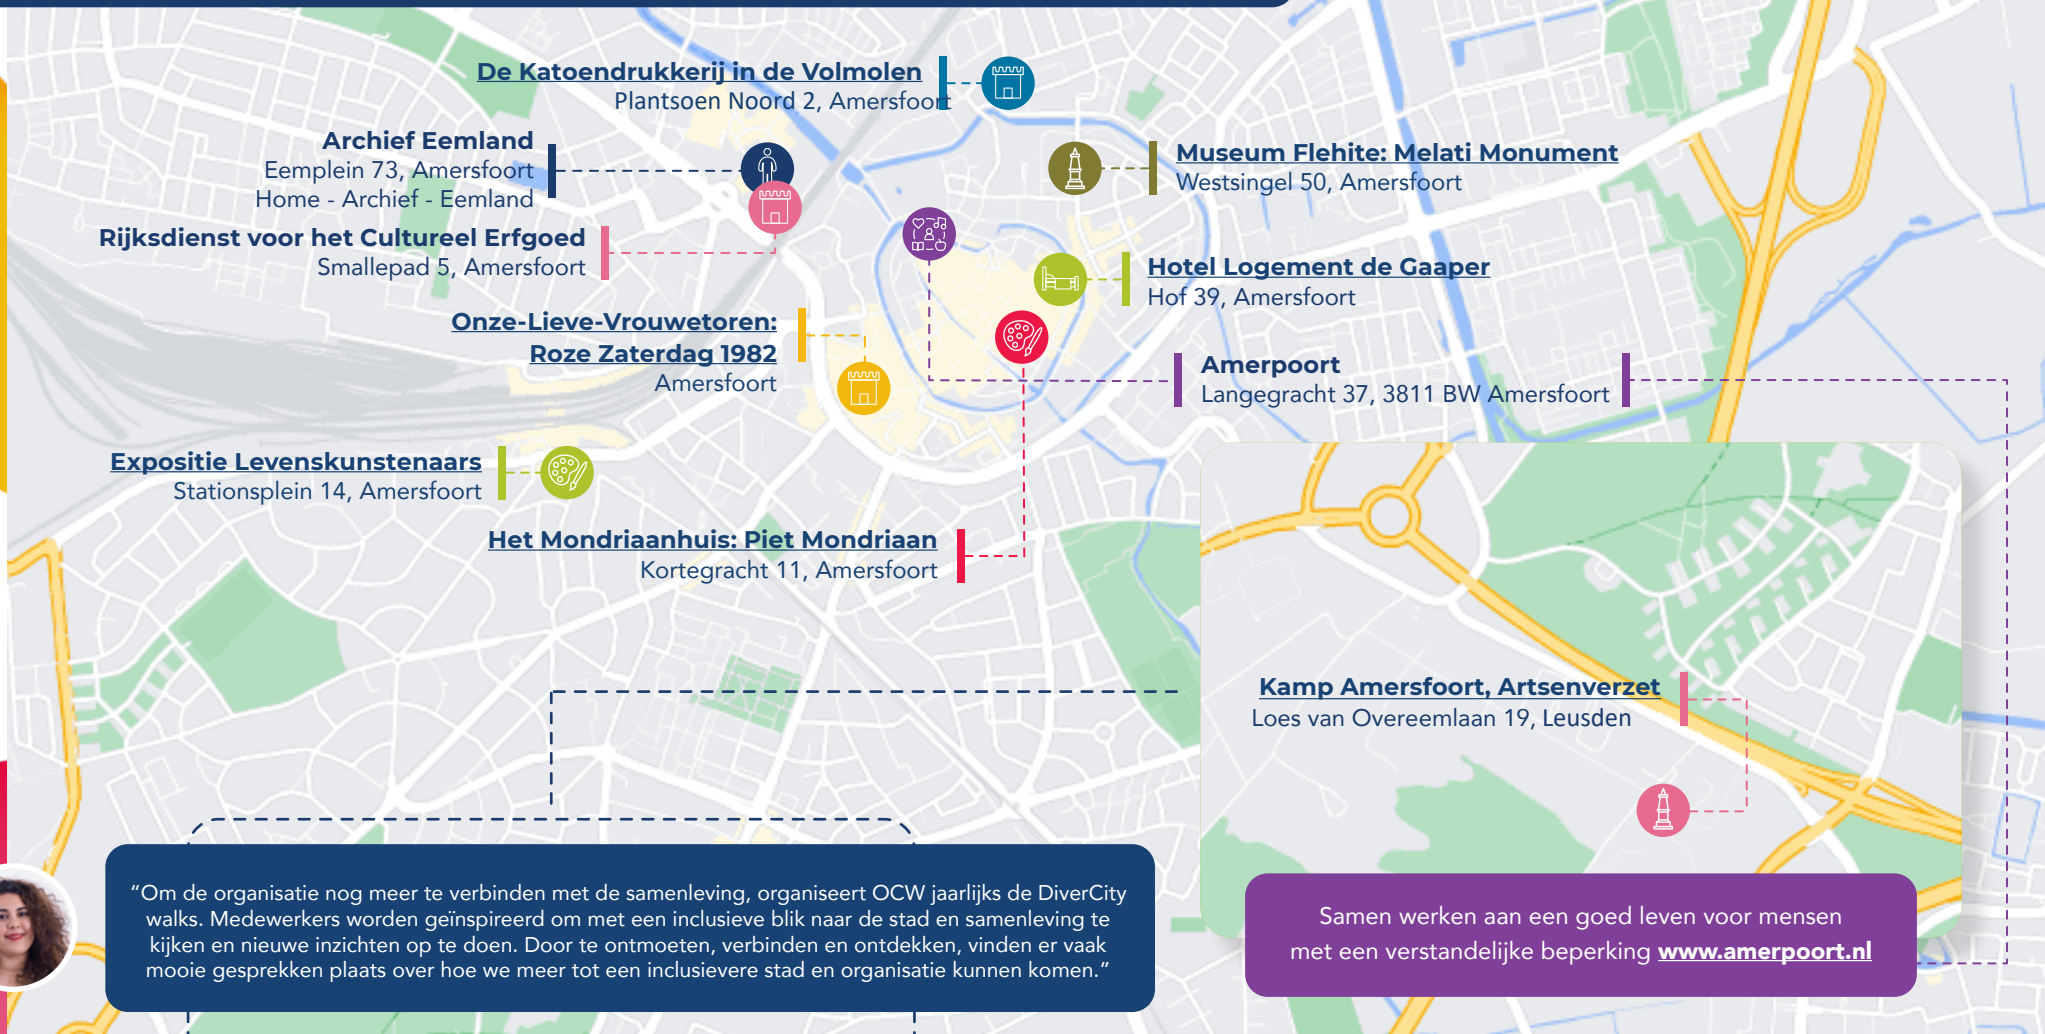 De Katoendrukkerij in de Volmolen
Plantsoen Noord 2, Amersfoort
Archief Eemland
Eemplein 73, Amersfoort
Home - Archief - Eemland
Museum Flehite: Melati Monument
Westsingel 50, Amersfoort
Rijksdienst voor het Cultureel Erfgoed
Smallepad 5, Amersfoort
Hotel Logement de Gaaper
Hof 39, Amersfoort
Onze-Lieve-Vrouwetoren:
Roze Zaterdag 1982
Amersfoort
Amerpoort
Langegracht 37, 3811 BW Amersfoort
Expositie Levenskunstenaars
Stationsplein 14, Amersfoort
Het Mondriaanhuis: Piet Mondriaan
Kortegracht 11, Amersfoort
Kamp Amersfoort, Artsenverzet
Loes van Overeemlaan 19, Leusden
“Om de organisatie nog meer te verbinden met de samenleving, organiseert OCW jaarlijks de DiverCity
walks. Medewerkers worden geïnspireerd om met een inclusieve blik naar de stad en samenleving te
kijken en nieuwe inzichten op te doen. Door te ontmoeten, verbinden en ontdekken, vinden er vaak
mooie gesprekken plaats over hoe we meer tot een inclusievere stad en organisatie kunnen komen.”
Samen werken aan een goed leven voor mensen
met een verstandelijke beperking www.amerpoort.nl